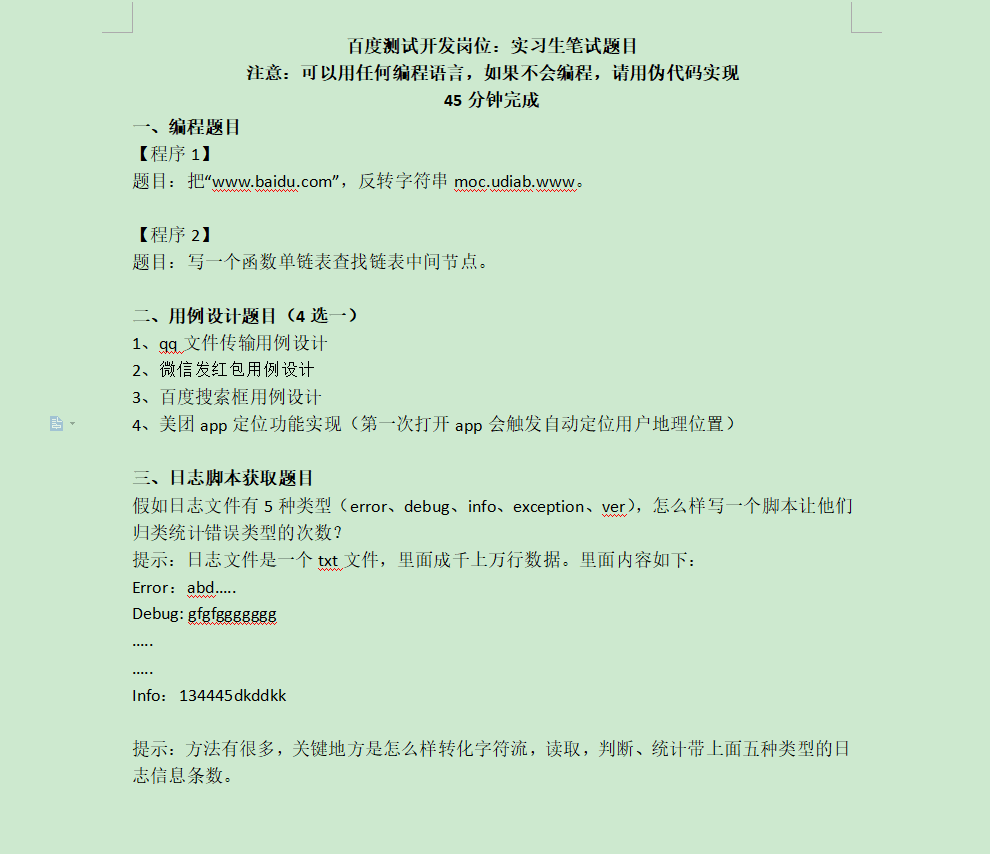 百度测试开发岗位：实习生笔试题目
注意：可以用任何编程语言，如果不会编程，请用伪代码实现
45 分钟完成
一、编程题目
【程序 1】
题目：把“www.baidu.com”，反转字符串 moc.udiab.www。
【程序 2】
题目：写一个函数单链表查找链表中间节点。
二、用例设计题目（4 选一）
1、qq 文件传输用例设计
2、微信发红包用例设计
3、百度搜索框用例设计
4、美团 app 定位功能实现（第一次打开 app 会触发自动定位用户地理位置）
三、日志脚本获取题目
假如日志文件有 5 种类型（error、debug、info、exception、ver），怎么样写一个脚本让他们
归类统计错误类型的次数？
提示：日志文件是一个 txt 文件，里面成千上万行数据。里面内容如下：
Error：abd.....
Debug: gfgfggggggg
.....
.....
Info：134445dkddkk
提示：方法有很多，关键地方是怎么样转化字符流，读取，判断、统计带上面五种类型的日
志信息条数。